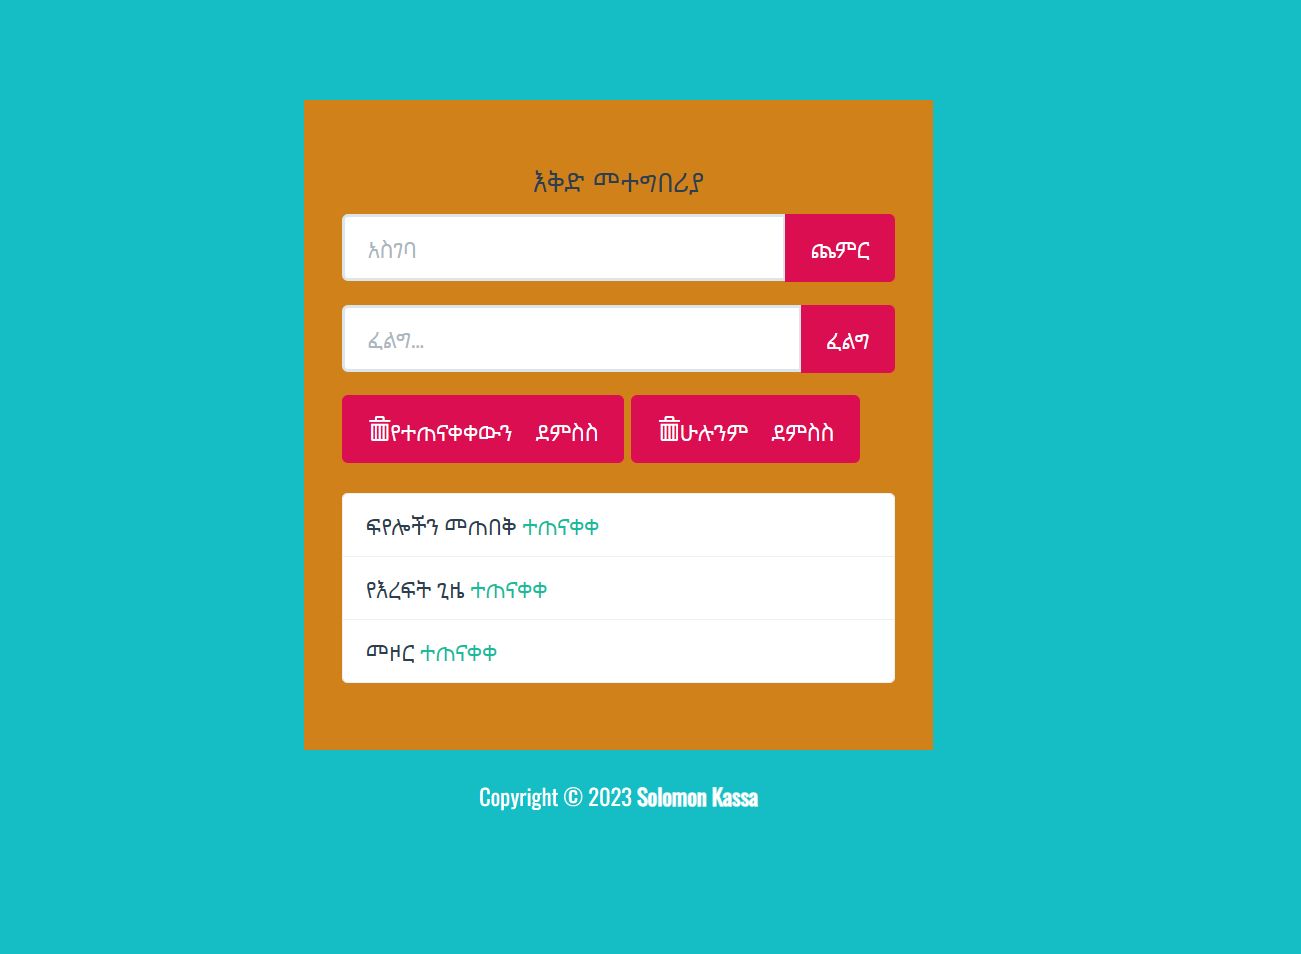 እቅድ መተግበሪያ
አስገባ
ጨምር
ፈልግ...
ፈልግ
የተጠናቀቀውን ደምስስ
ሁሉንም ደምስስ
ፍየሎችን መጠበቅ ተጠናቀቀ
የእረፍት ጊዜ ተጠናቀቀ
መዞር ተጠናቀቀ
Copyright © 2023 Solomon Kassa